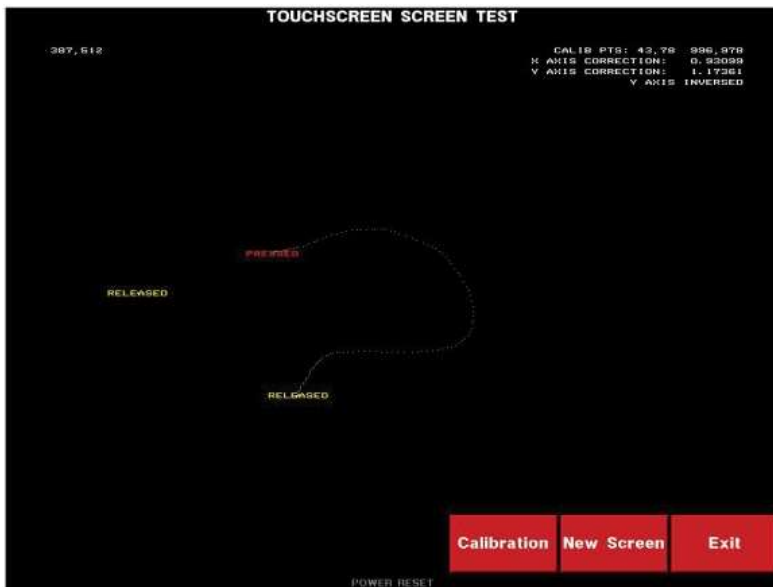 TOUCHSCREEN SCREEN TEST
387,512
CALIB PTS: 43,78 996,978
X AXIS CORRECTION: 0.93099
Y AXIS CORRECTION: 1.17361
Y AXIS INVERSED
PRESSED
RELEASED
RELEASED
Calibration New Screen Exit
POWER RESET